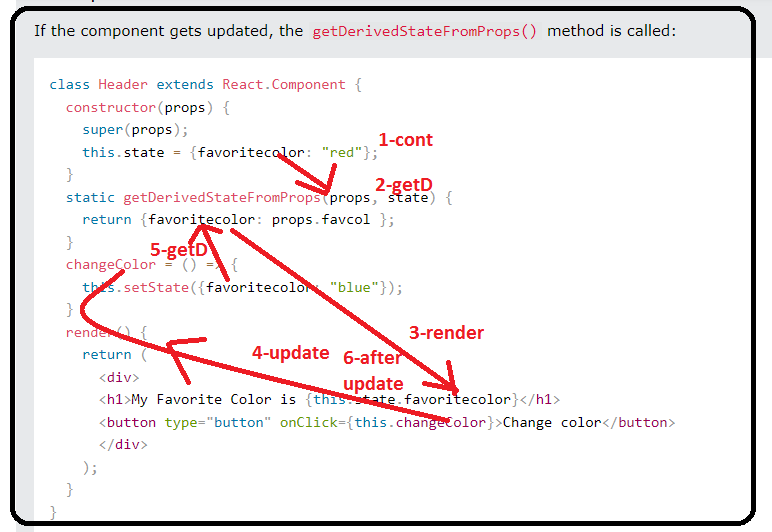 If the component gets updated, the getDerivedStateFromProps() method is called:
class Header extends React.Component {
constructor(props) {
super(props);
this.state = {favoritecolor: "red"};
1-cont
}
2-getD
static getDerivedStateFromProps(props, state) {
return {favoritecolor: props.favcol };
}
5-getD
changeColor = () => {
this.setState({favoritecolor: "blue"});
}
render() {
3-render
return (
4-update
6-after
update
<div>
<h1>My Favorite Color is {this.state.favoritecolor}</h1>
<button type="button" onClick={this.changeColor}>Change color</button>
</div>
);
}
}